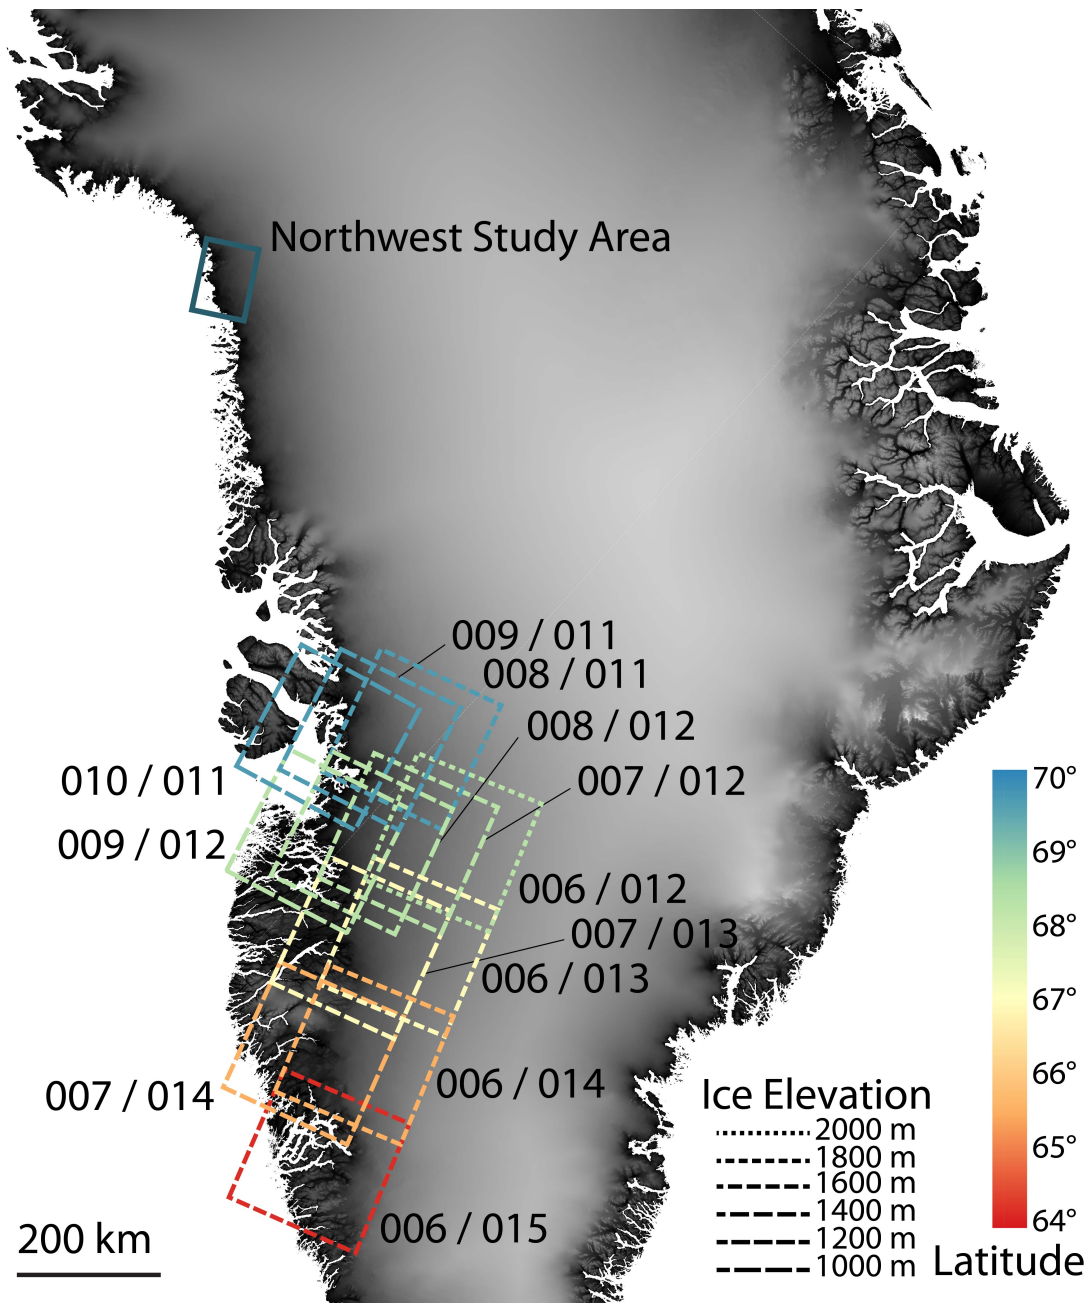 Northwest Study Area
009 / 011
008 / 011
008 / 012
010 / 011
007 / 012
009 / 012
006 / 012
007 / 013
006 / 013
007 / 014
006 / 014
006 / 015
200 km
Ice Elevation
2000 m
1800 m
1600 m
1400 m
1200 m
1000 m
70°
69°
68°
67°
66°
65°
64°
Latitude